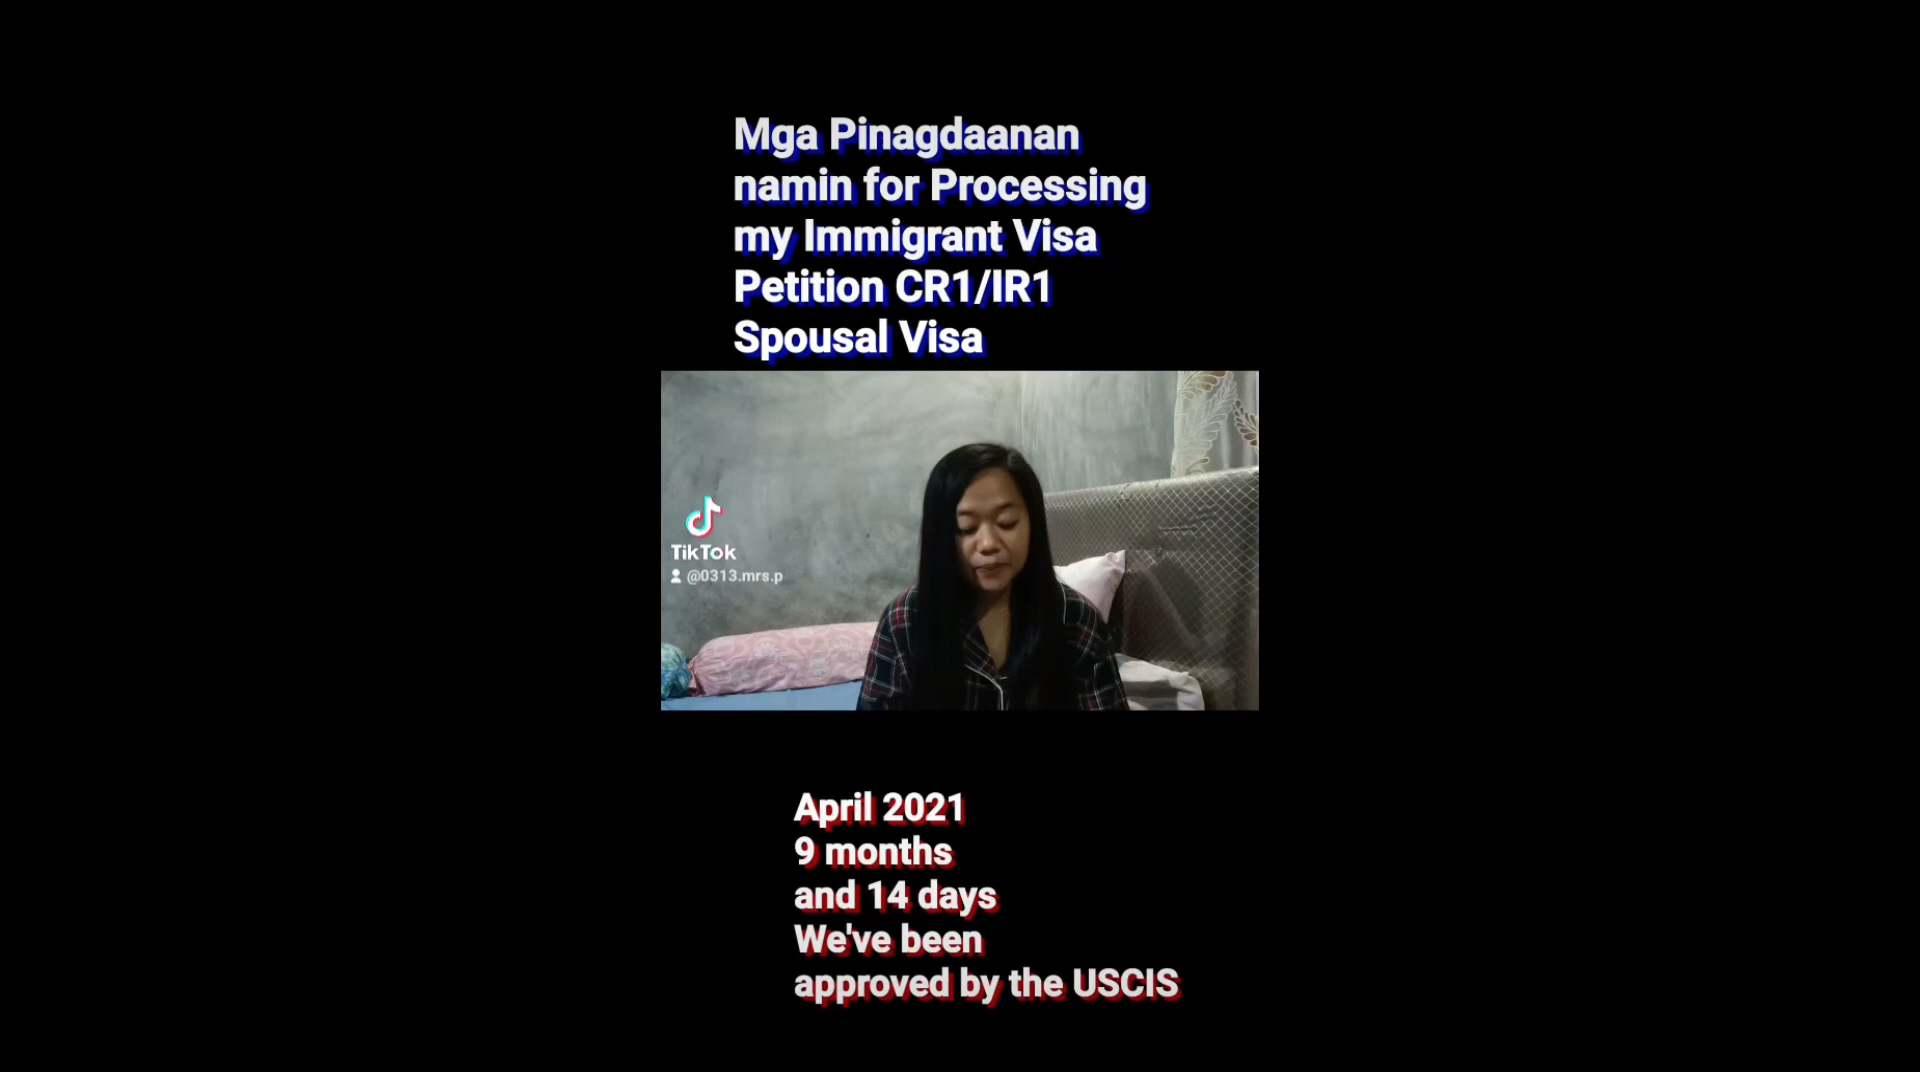 Mga Pinagdaanan
namin for Processing
my Immigrant Visa
Petition CR1/IR1
Spousal Visa
TikTok
@0313.mrs.p
April 2021
9 months
and 14 days
We've been
approved by the USCIS